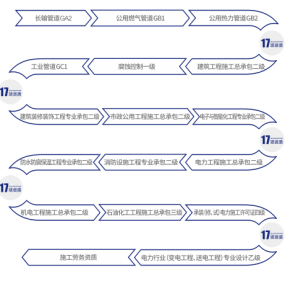 长输管道GA2
公用燃气管道GB1
公用热力管道GB2
17
工业管道GC1
腐蚀控制一级
建筑工程施工总承包二级
17
建筑装修装饰工程专业承包二级
市政公用工程施工总承包二级
电子与智能化工程专业承包二级
17
防水防腐保温工程专业承包二级
消防设施工程专业承包二级
电力工程施工总承包二级
17
机电工程施工总承包二级
石油化工工程施工总承包三级
承装(修、试)电力施工许可证四级
17
施工劳务资质
电力行业(变电工程、送电工程)专业设计乙级